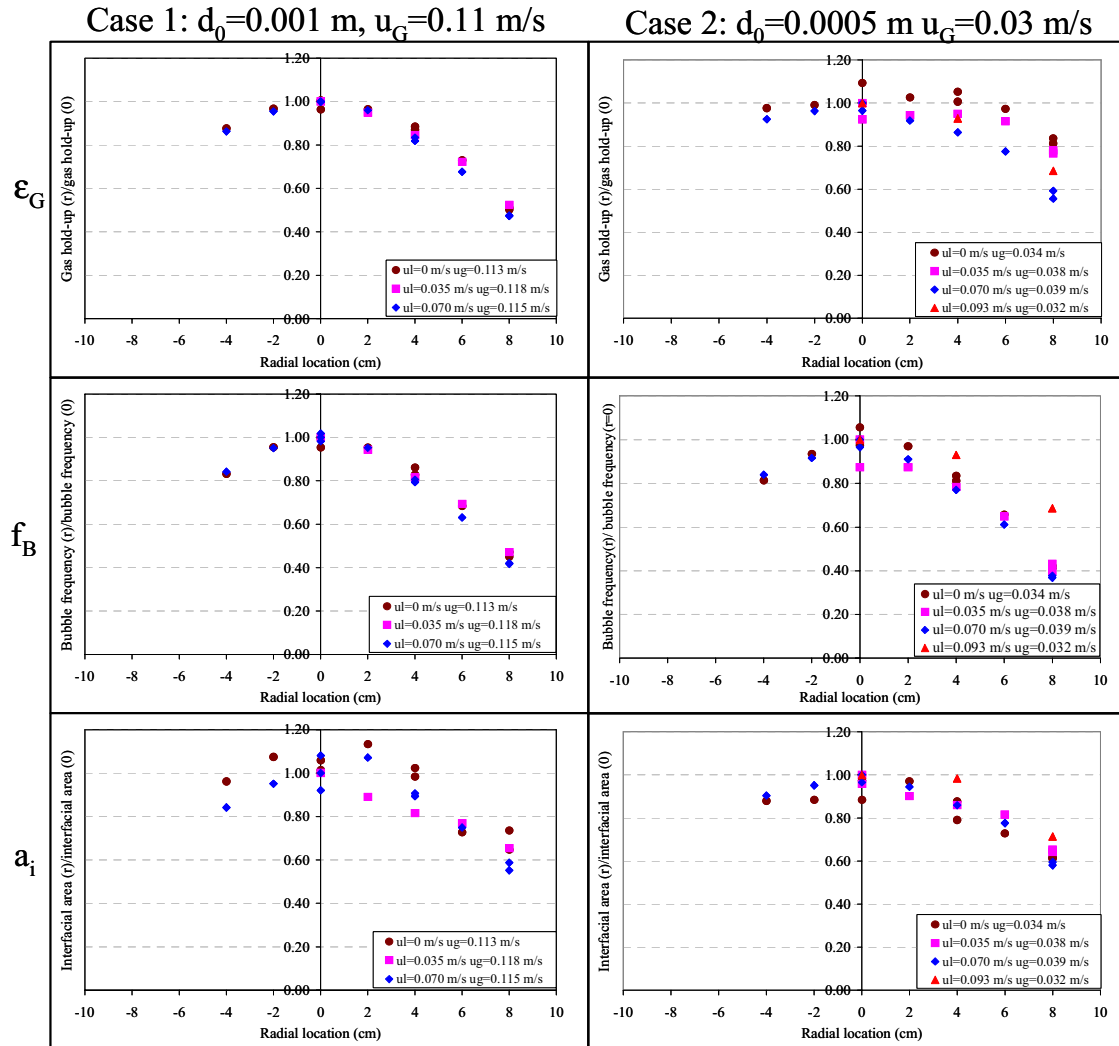 Case 1: d0=0.001 m, uG=0.11 m/s
Case 2: d0=0.0005 m uG=0.03 m/s
εG
Gas hold-up (r)/gas hold-up (0)
1.20
1.00
0.80
0.60
0.40
0.20
0.00
ul=0 m/s ug=0.113 m/s
ul=0.035 m/s ug=0.118 m/s
ul=0.070 m/s ug=0.115 m/s
-10 -8 -6 -4 -2 0 2 4 6 8 10
Radial location (cm)
Gas hold-up (r)/gas hold-up (0)
1.20
1.00
0.80
0.60
0.40
0.20
0.00
ul=0 m/s ug=0.034 m/s
ul=0.035 m/s ug=0.038 m/s
ul=0.070 m/s ug=0.039 m/s
ul=0.093 m/s ug=0.032 m/s
-10 -8 -6 -4 -2 0 2 4 6 8 10
Radial location (cm)
fB
Bubble frequency (r)/bubble frequency (0)
1.20
1.00
0.80
0.60
0.40
0.20
0.00
ul=0 m/s ug=0.113 m/s
ul=0.035 m/s ug=0.118 m/s
ul=0.070 m/s ug=0.115 m/s
-10 -8 -6 -4 -2 0 2 4 6 8 10
Radial location (cm)
Bubble frequency(r)/ bubble frequency(r=0)
1.20
1.00
0.80
0.60
0.40
0.20
0.00
ul=0 m/s ug=0.034 m/s
ul=0.035 m/s ug=0.038 m/s
ul=0.070 m/s ug=0.039 m/s
ul=0.093 m/s ug=0.032 m/s
-10 -8 -6 -4 -2 0 2 4 6 8 10
Radial location (cm)
ai
Interfacial area (r)/interfacial area (0)
1.20
1.00
0.80
0.60
0.40
0.20
0.00
ul=0 m/s ug=0.113 m/s
ul=0.035 m/s ug=0.118 m/s
ul=0.070 m/s ug=0.115 m/s
-10 -8 -6 -4 -2 0 2 4 6 8 10
Radial location (cm)
Interfacial area (r)/interfacial area (0)
1.20
1.00
0.80
0.60
0.40
0.20
0.00
ul=0 m/s ug=0.034 m/s
ul=0.035 m/s ug=0.038 m/s
ul=0.070 m/s ug=0.039 m/s
ul=0.093 m/s ug=0.032 m/s
-10 -8 -6 -4 -2 0 2 4 6 8 10
Radial location (cm)